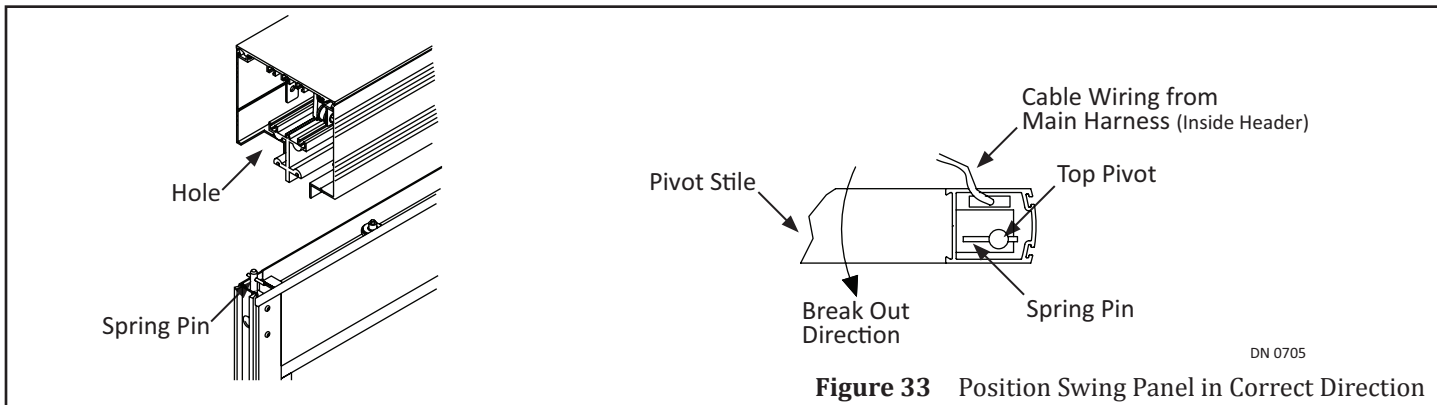 Hole
Spring Pin
Pivot Stile
Break Out
Direction
Cable Wiring from
Main Harness (Inside Header)
Top Pivot
Spring Pin
DN 0705
Figure 33 Position Swing Panel in Correct Direction